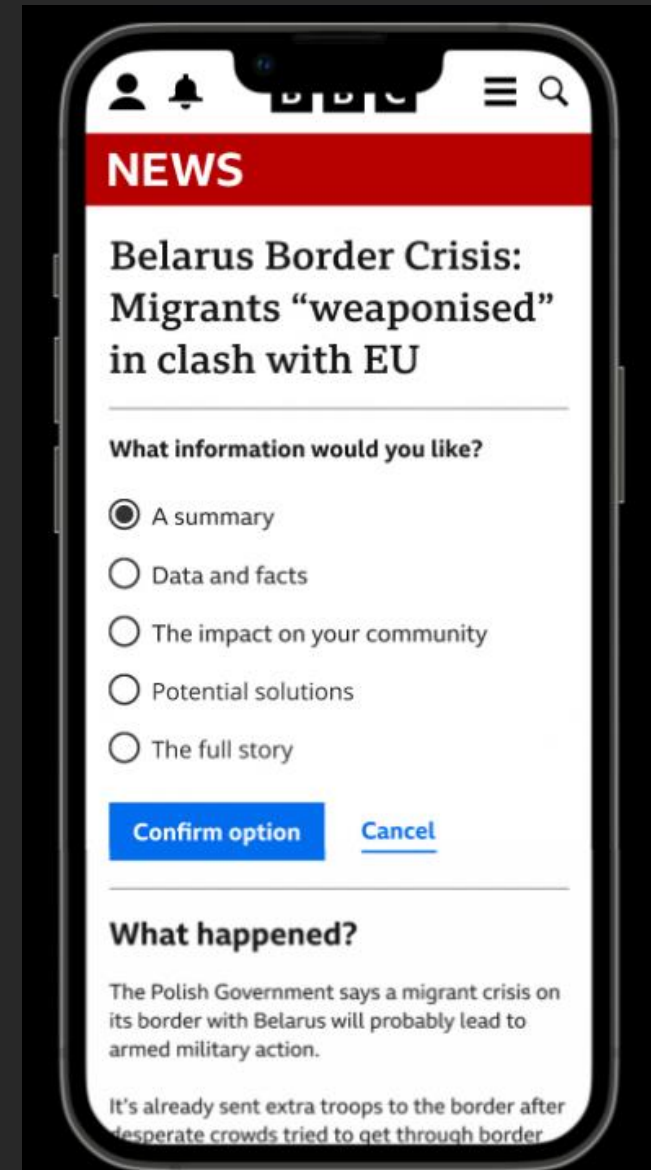 BBC
NEWS
Belarus Border Crisis:
Migrants “weaponised”
in clash with EU
What information would you like?
A summary
Data and facts
The impact on your community
Potential solutions
The full story
Confirm option Cancel
What happened?
The Polish Government says a migrant crisis on
its border with Belarus will probably lead to
armed military action.
It’s already sent extra troops to the border after
desperate crowds tried to get through border